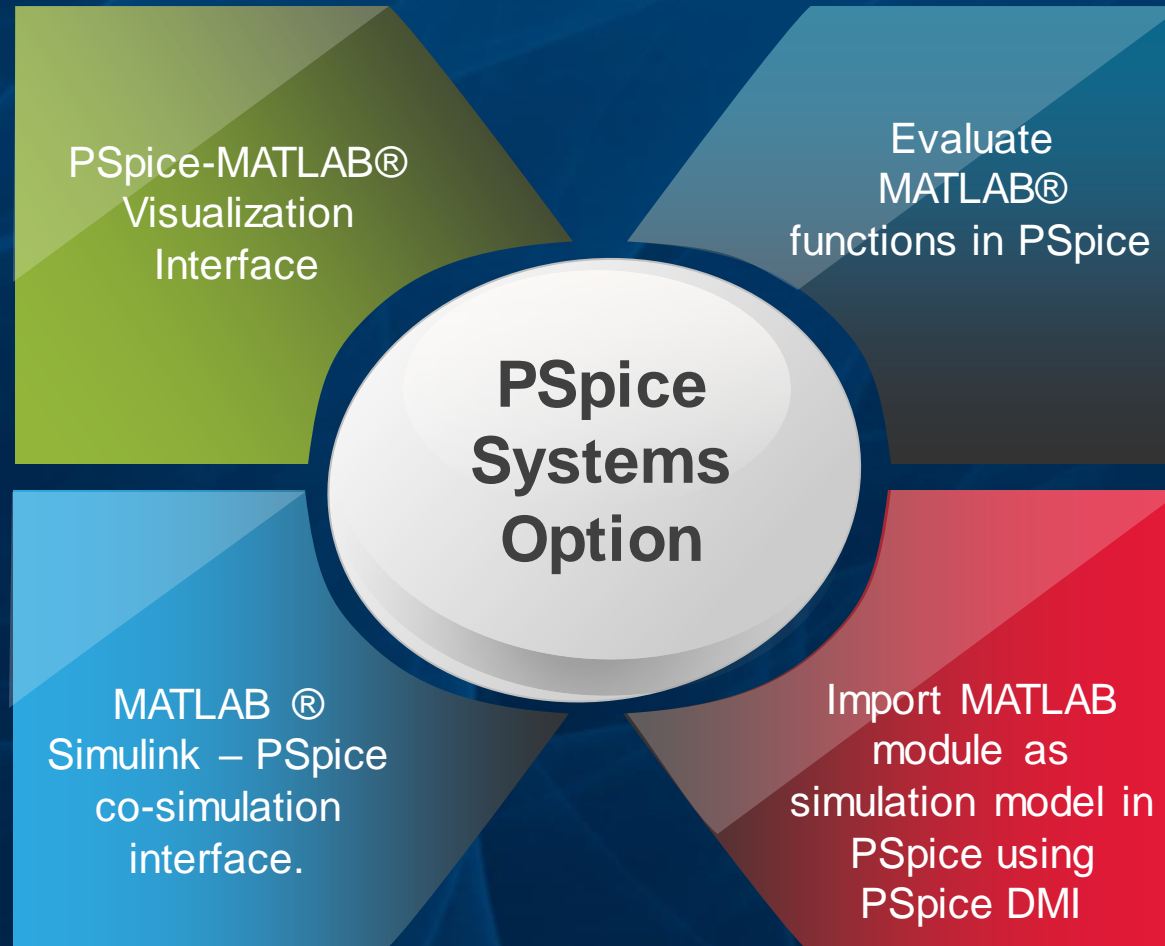 PSpice-MATLAB®
Visualization
Interface
Evaluate
MATLAB®
functions in PSpice
PSpice
Systems
Option
MATLAB ®
Simulink – PSpice
co-simulation
interface.
Import MATLAB
module as
simulation model in
PSpice using
PSpice DMI